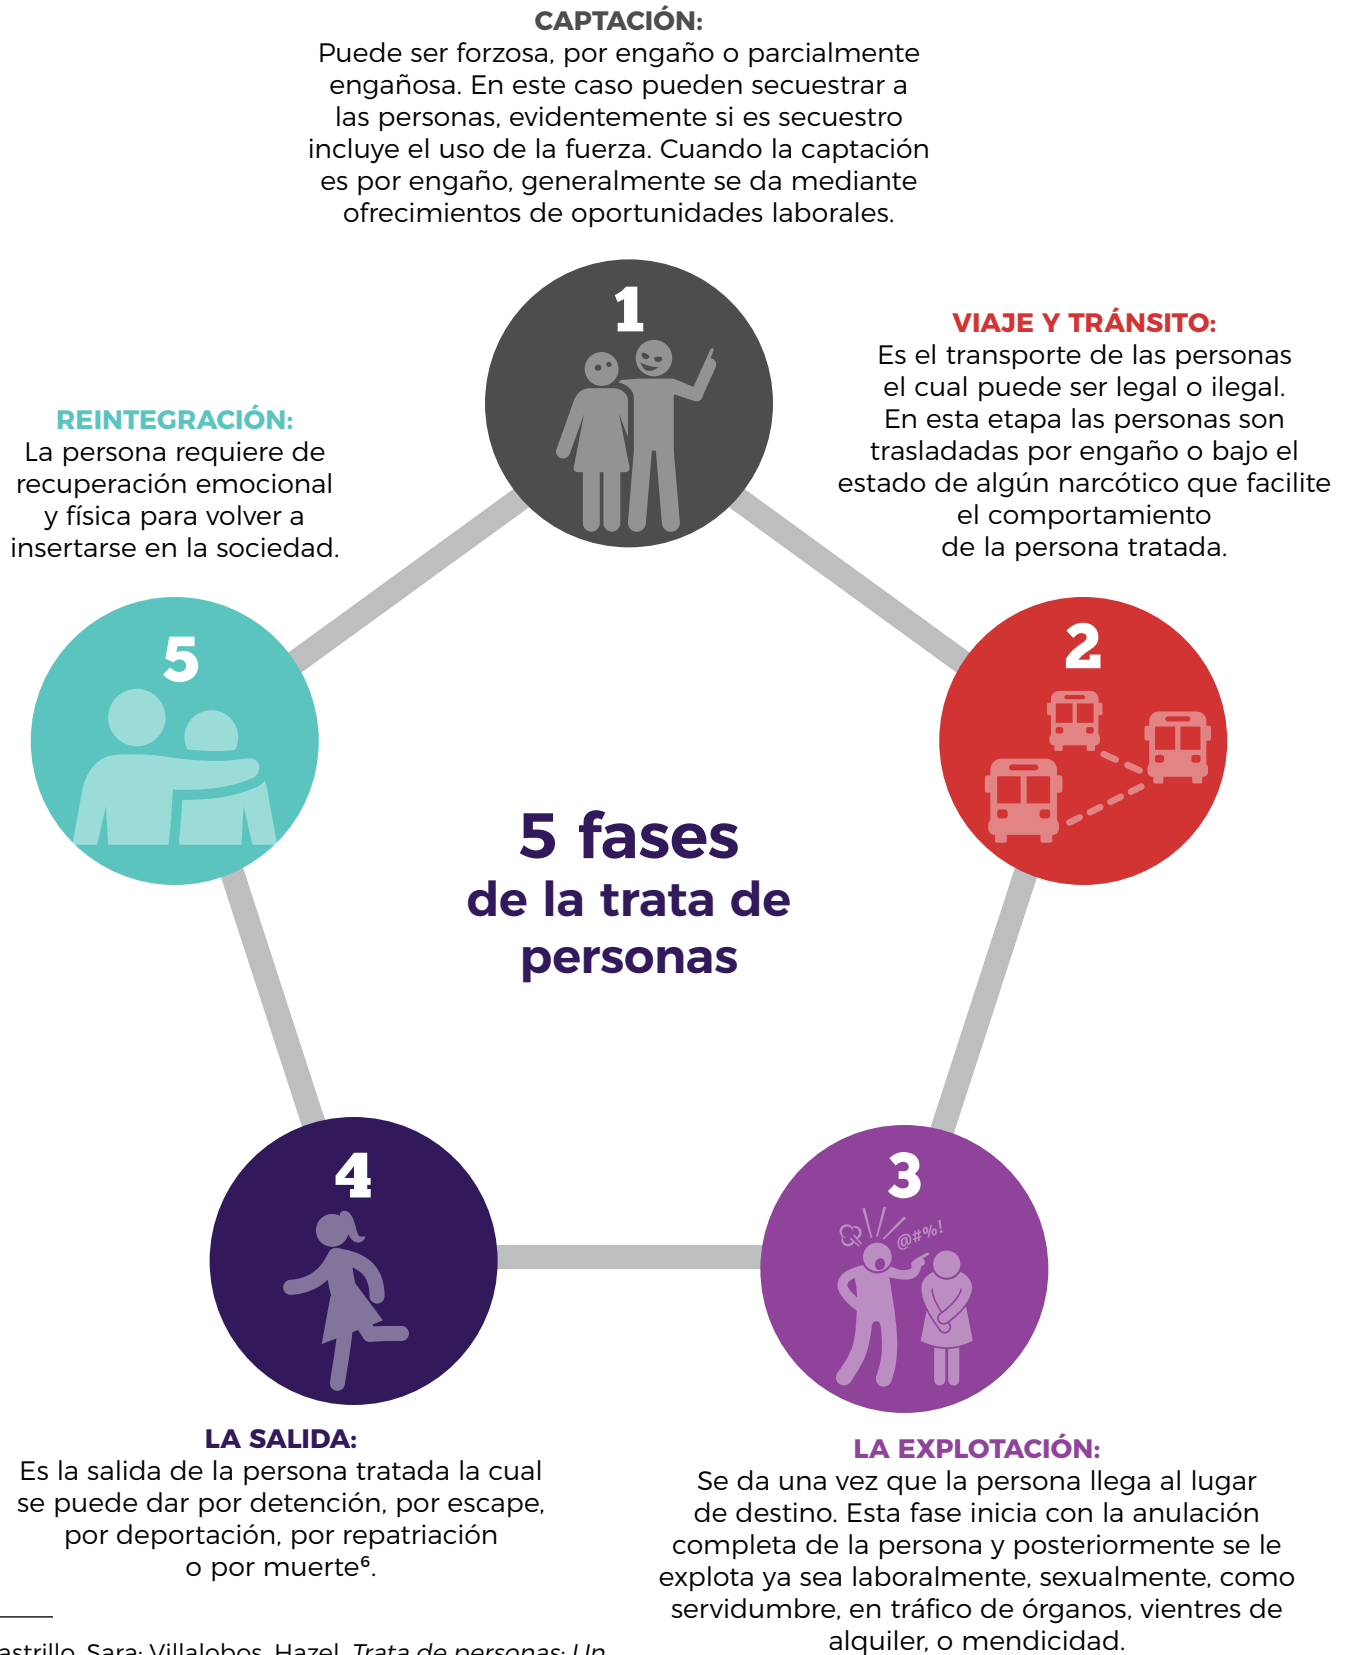 CAPTACIÓN:
Puede ser forzosa, por engaño o parcialmente
engañosa. En este caso pueden secuestrar a
las personas, evidentemente si es secuestro
incluye el uso de la fuerza. Cuando la captación
es por engaño, generalmente se da mediante
ofrecimientos de oportunidades laborales.
1
VIAJE Y TRÁNSITO:
Es el transporte de las personas
el cual puede ser legal o ilegal.
En esta etapa las personas son
trasladadas por engaño o bajo el
estado de algún narcótico que facilite
el comportamiento
de la persona tratada.
2
REINTEGRACIÓN:
La persona requiere de
recuperación emocional
y física para volver a
insertarse en la sociedad.
5
5 fases
de la trata de
personas
4
3
@#%!
LA SALIDA:
Es la salida de la persona tratada la cual
se puede dar por detención, por escape,
por deportación, por repatriación
o por muerte⁶.
LA EXPLOTACIÓN:
Se da una vez que la persona llega al lugar
de destino. Esta fase inicia con la anulación
completa de la persona y posteriormente se le
explota ya sea laboralmente, sexualmente, como
servidumbre, en tráfico de órganos, vientres de
alquiler, o mendicidad.
astrillo, Sara; Villalobos, Hazel. Trata de personas: Un